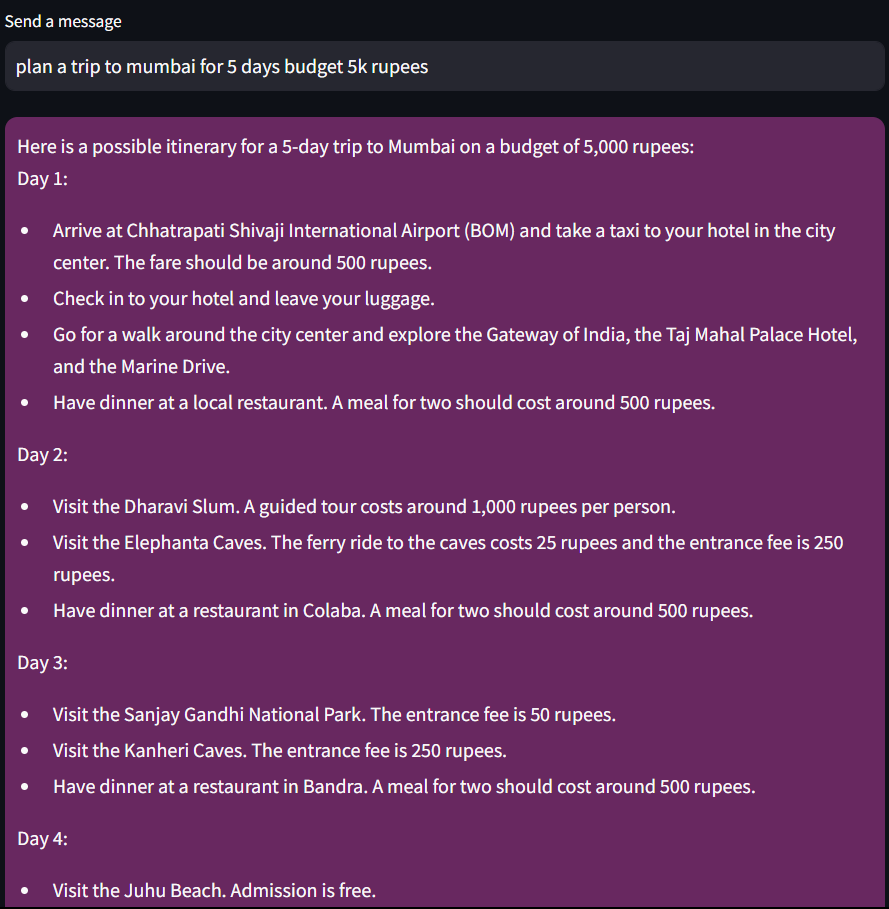 Send a message
plan a trip to mumbai for 5 days budget 5k rupees
Here is a possible itinerary for a 5-day trip to Mumbai on a budget of 5,000 rupees:
Day 1:
• Arrive at Chhatrapati Shivaji International Airport (BOM) and take a taxi to your hotel in the city
center. The fare should be around 500 rupees.
• Check in to your hotel and leave your luggage.
• Go for a walk around the city center and explore the Gateway of India, the Taj Mahal Palace Hotel,
and the Marine Drive.
• Have dinner at a local restaurant. A meal for two should cost around 500 rupees.
Day 2:
• Visit the Dharavi Slum. A guided tour costs around 1,000 rupees per person.
• Visit the Elephanta Caves. The ferry ride to the caves costs 25 rupees and the entrance fee is 250
rupees.
• Have dinner at a restaurant in Colaba. A meal for two should cost around 500 rupees.
Day 3:
• Visit the Sanjay Gandhi National Park. The entrance fee is 50 rupees.
• Visit the Kanheri Caves. The entrance fee is 250 rupees.
• Have dinner at a restaurant in Bandra. A meal for two should cost around 500 rupees.
Day 4:
• Visit the Juhu Beach. Admission is free.